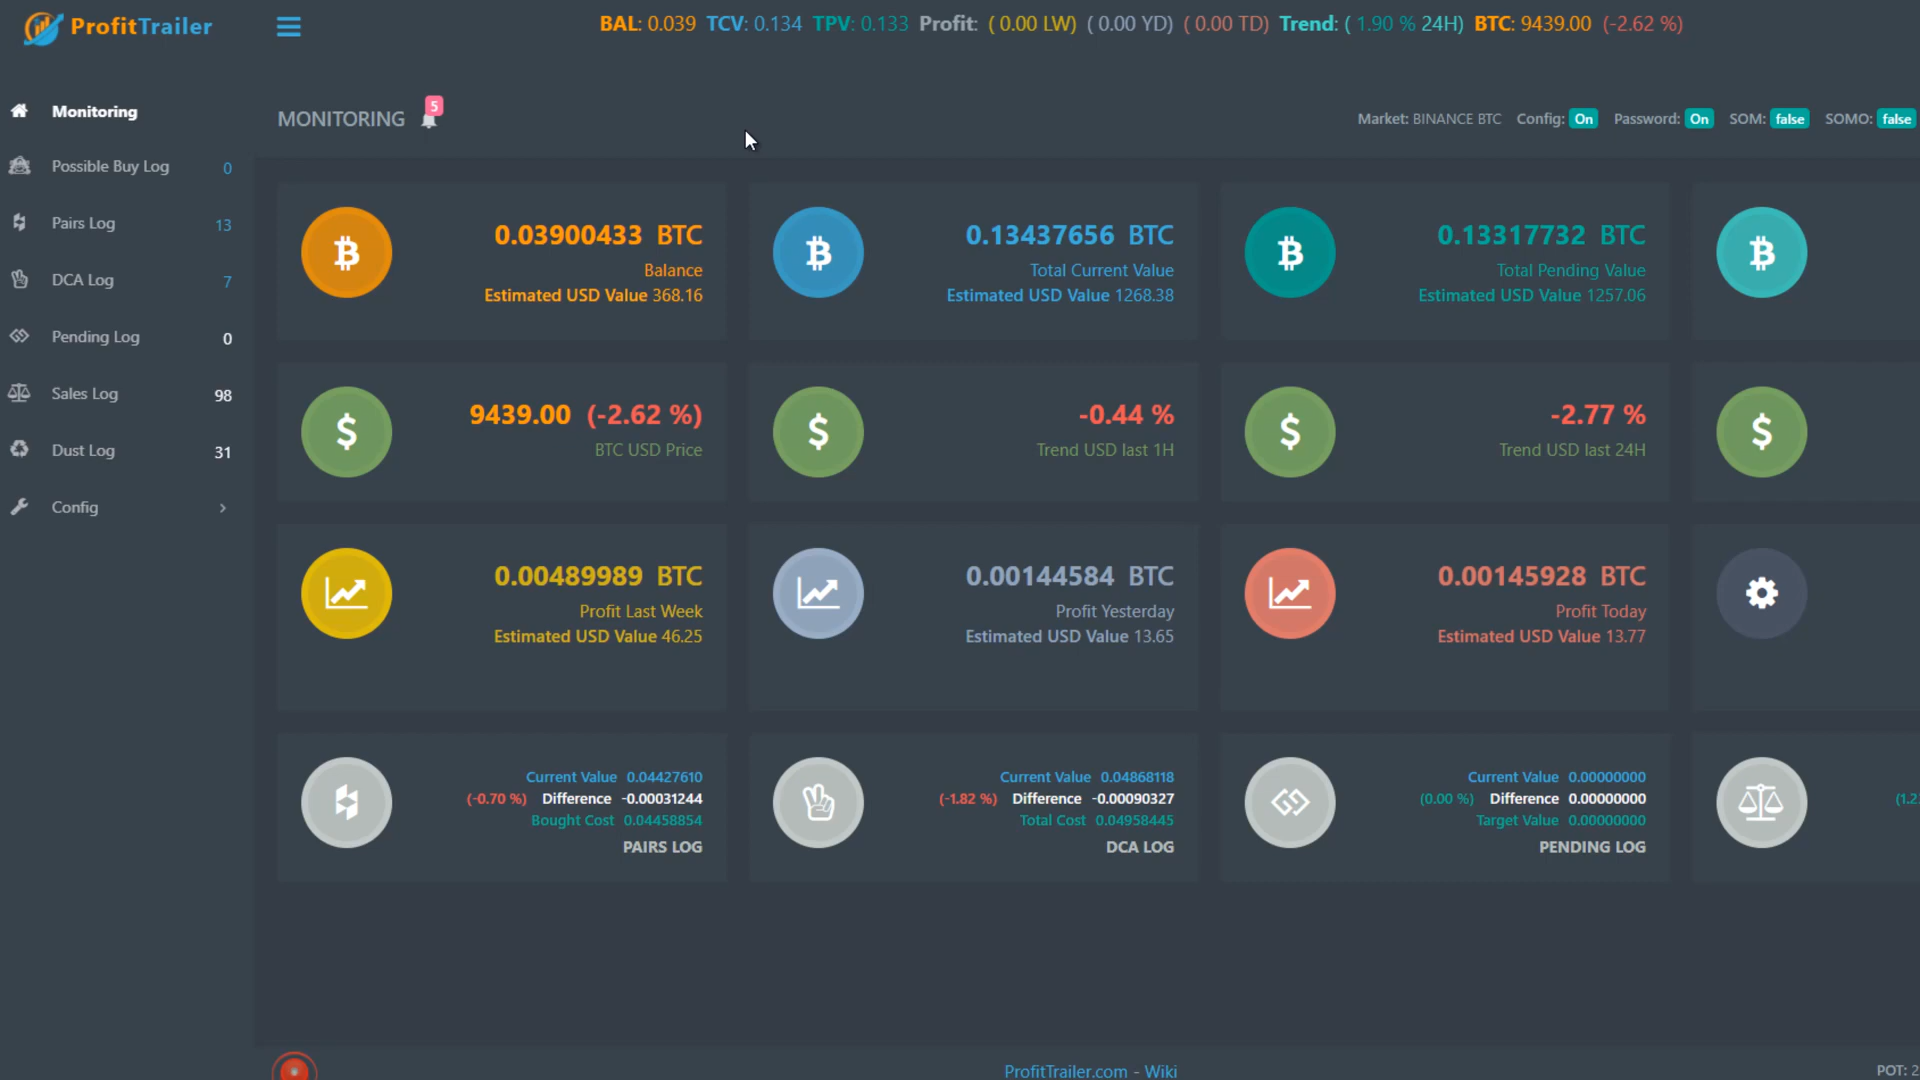 ProfitTrailer
BAL: 0.039 TCV: 0.134 TPV: 0.133 Profit: ( 0.00 LW) ( 0.00 YD) ( 0.00 TD) Trend: ( 1.90 % 24H) BTC: 9439.00 (-2.62 %)
Monitoring
Possible Buy Log 0
Pairs Log 13
DCA Log 7
Pending Log 0
Sales Log 98
Dust Log 31
Config
MONITORING 5
Market: BINANCE BTC Config: On Password: On SOM: false SOMO: false
0.03900433 BTC
Balance
Estimated USD Value 368.16
0.13437656 BTC
Total Current Value
Estimated USD Value 1268.38
0.13317732 BTC
Total Pending Value
Estimated USD Value 1257.06
9439.00 (-2.62 %)
BTC USD Price
-0.44 %
Trend USD last 1H
-2.77 %
Trend USD last 24H
0.00489989 BTC
Profit Last Week
Estimated USD Value 46.25
0.00144584 BTC
Profit Yesterday
Estimated USD Value 13.65
0.00145928 BTC
Profit Today
Estimated USD Value 13.77
Current Value 0.04427610
(-0.70 %) Difference -0.00031244
Bought Cost 0.04458854
PAIRS LOG
Current Value 0.04868118
(-1.82 %) Difference -0.00090327
Total Cost 0.04958445
DCA LOG
Current Value 0.00000000
(0.00 %) Difference 0.00000000
Target Value 0.00000000
PENDING LOG
ProfitTrailer.com - Wiki
POT: